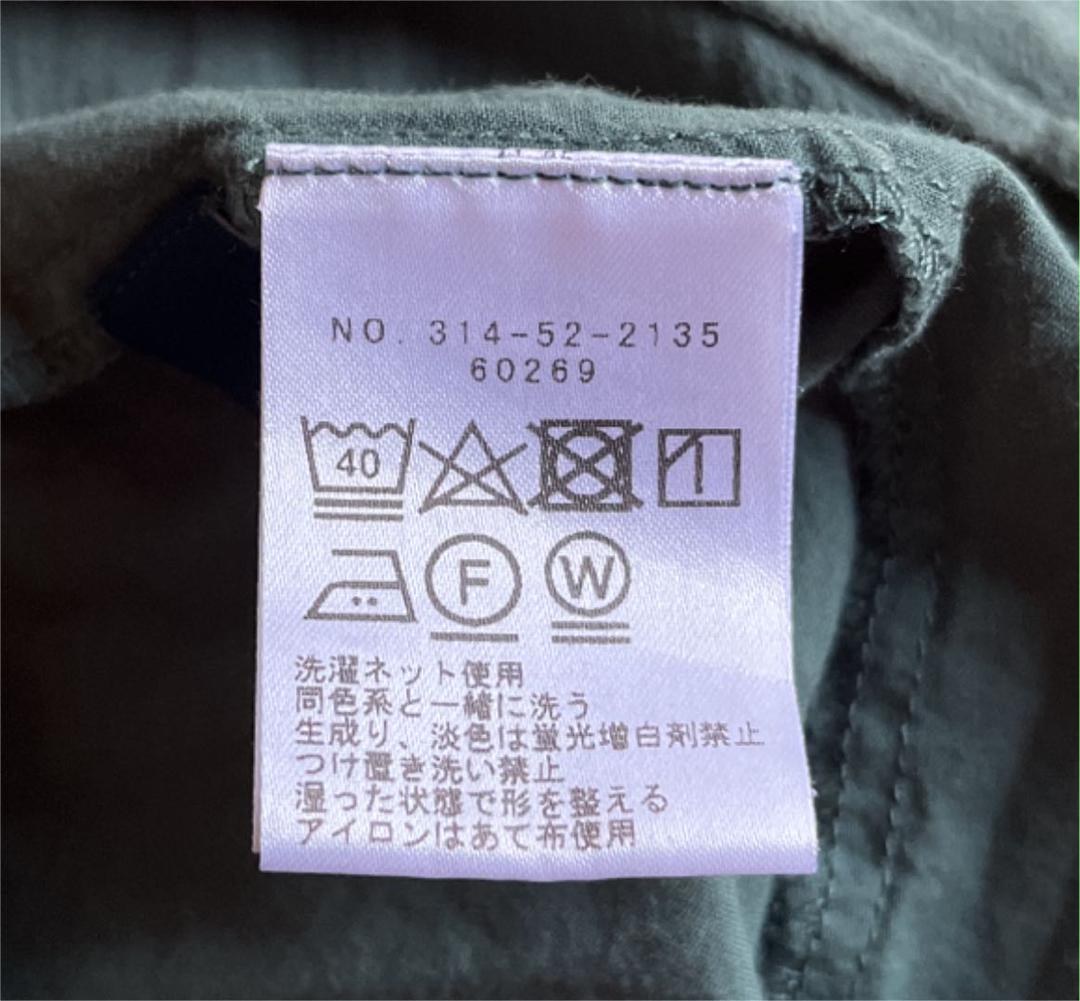 NO. 314-52-2135
60269
40
F W
洗濯ネット使用
同色系と一緒に洗う
生成り、淡色は蛍光増白剤禁止
つけ置き洗い禁止
湿った状態で形を整える
アイロンはあて布使用